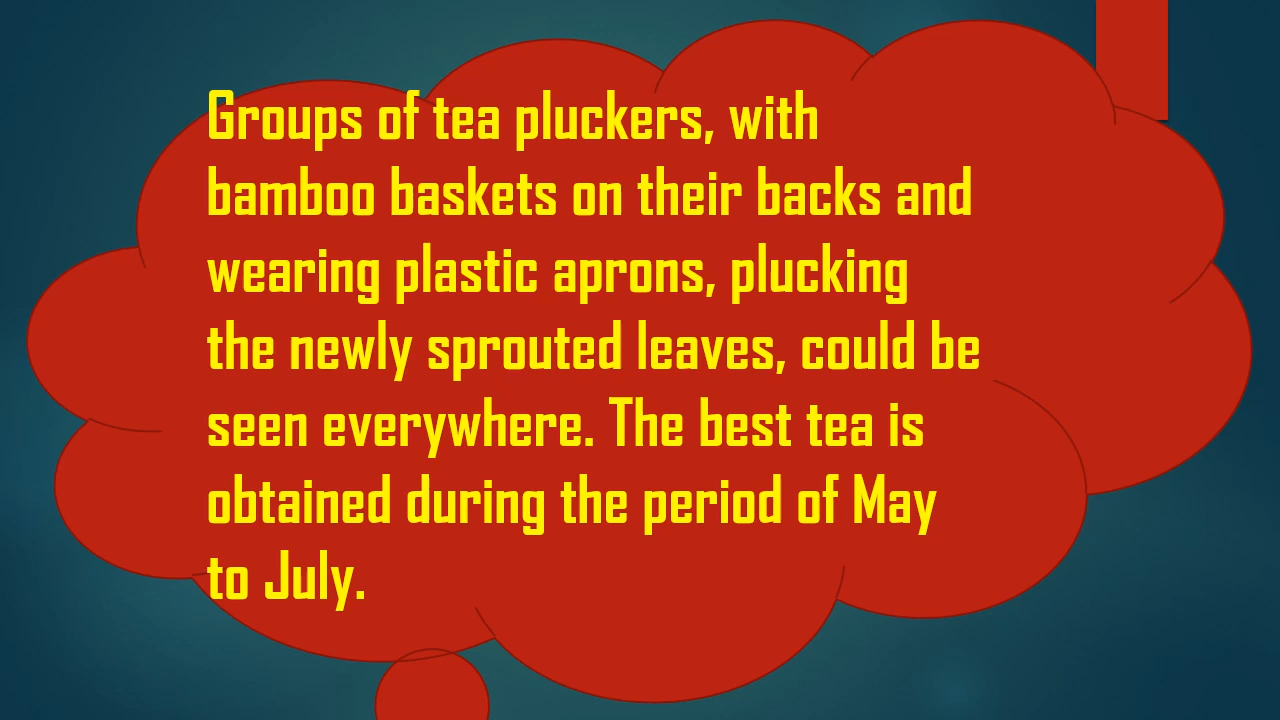 Groups of tea pluckers, with
bamboo baskets on their backs and
wearing plastic aprons, plucking
the newly sprouted leaves, could be
seen everywhere. The best tea is
obtained during the period of May
to July.